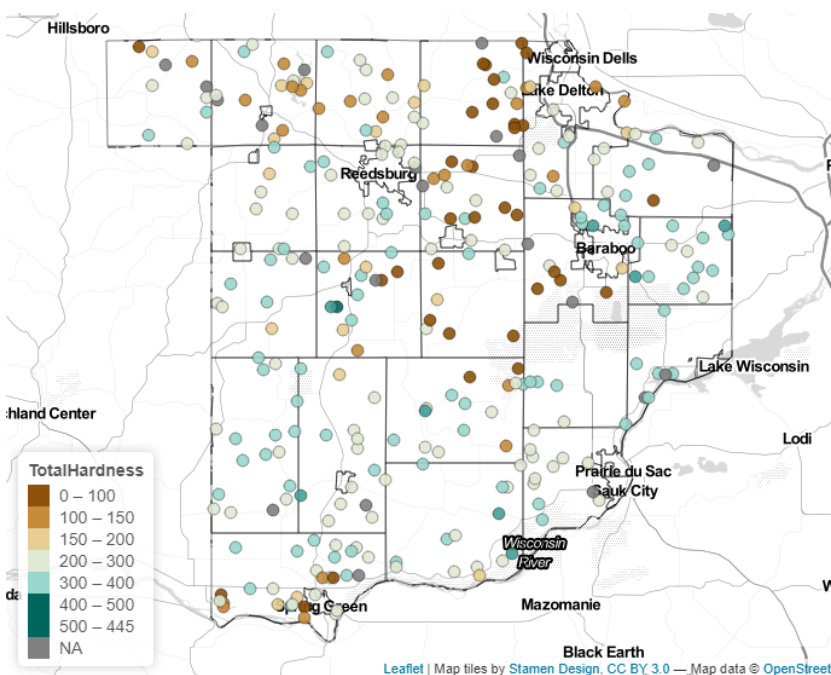 Hillsboro
Wisconsin Dells
Lake Delton
Reedsburg
Baraboo
Lake Wisconsin
chland Center
Lodi
Prairie du Sac
Sauk City
TotalHardness
0 – 100
100 – 150
150 – 200
200 – 300
300 – 400
400 – 500
500 – 445
NA
Wisconsin
River
da
W
Spring Green
Mazomanie
Black Earth
Leaflet | Map tiles by Stamen Design, CC BY 3.0 — Map data © OpenStreet